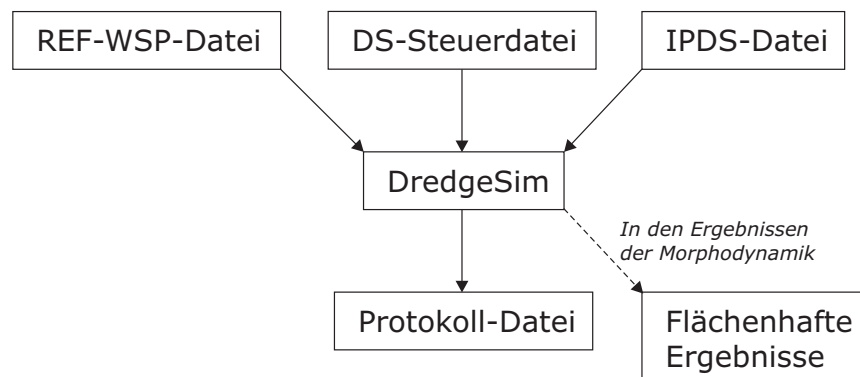 REF-WSP-Datei
DS-Steuerdatei
IPDS-Datei
DredgeSim
In den Ergebnissen
der Morphodynamik
Protokoll-Datei
Flächenhafte
Ergebnisse